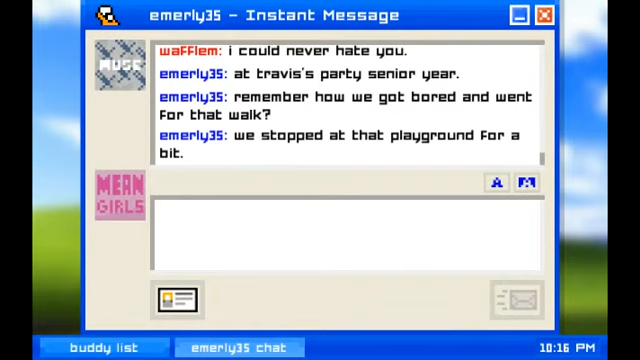 emerly35 - Instant Message
wafflem: i could never hate you.
emerly35: at travis's party senior year.
emerly35: remember how we got bored and went
for that walk?
emerly35: we stopped at that playground for a
bit.
MUSE
MEAN
GIRLS
A
A
buddy list
emerly35 chat
10:16 PM